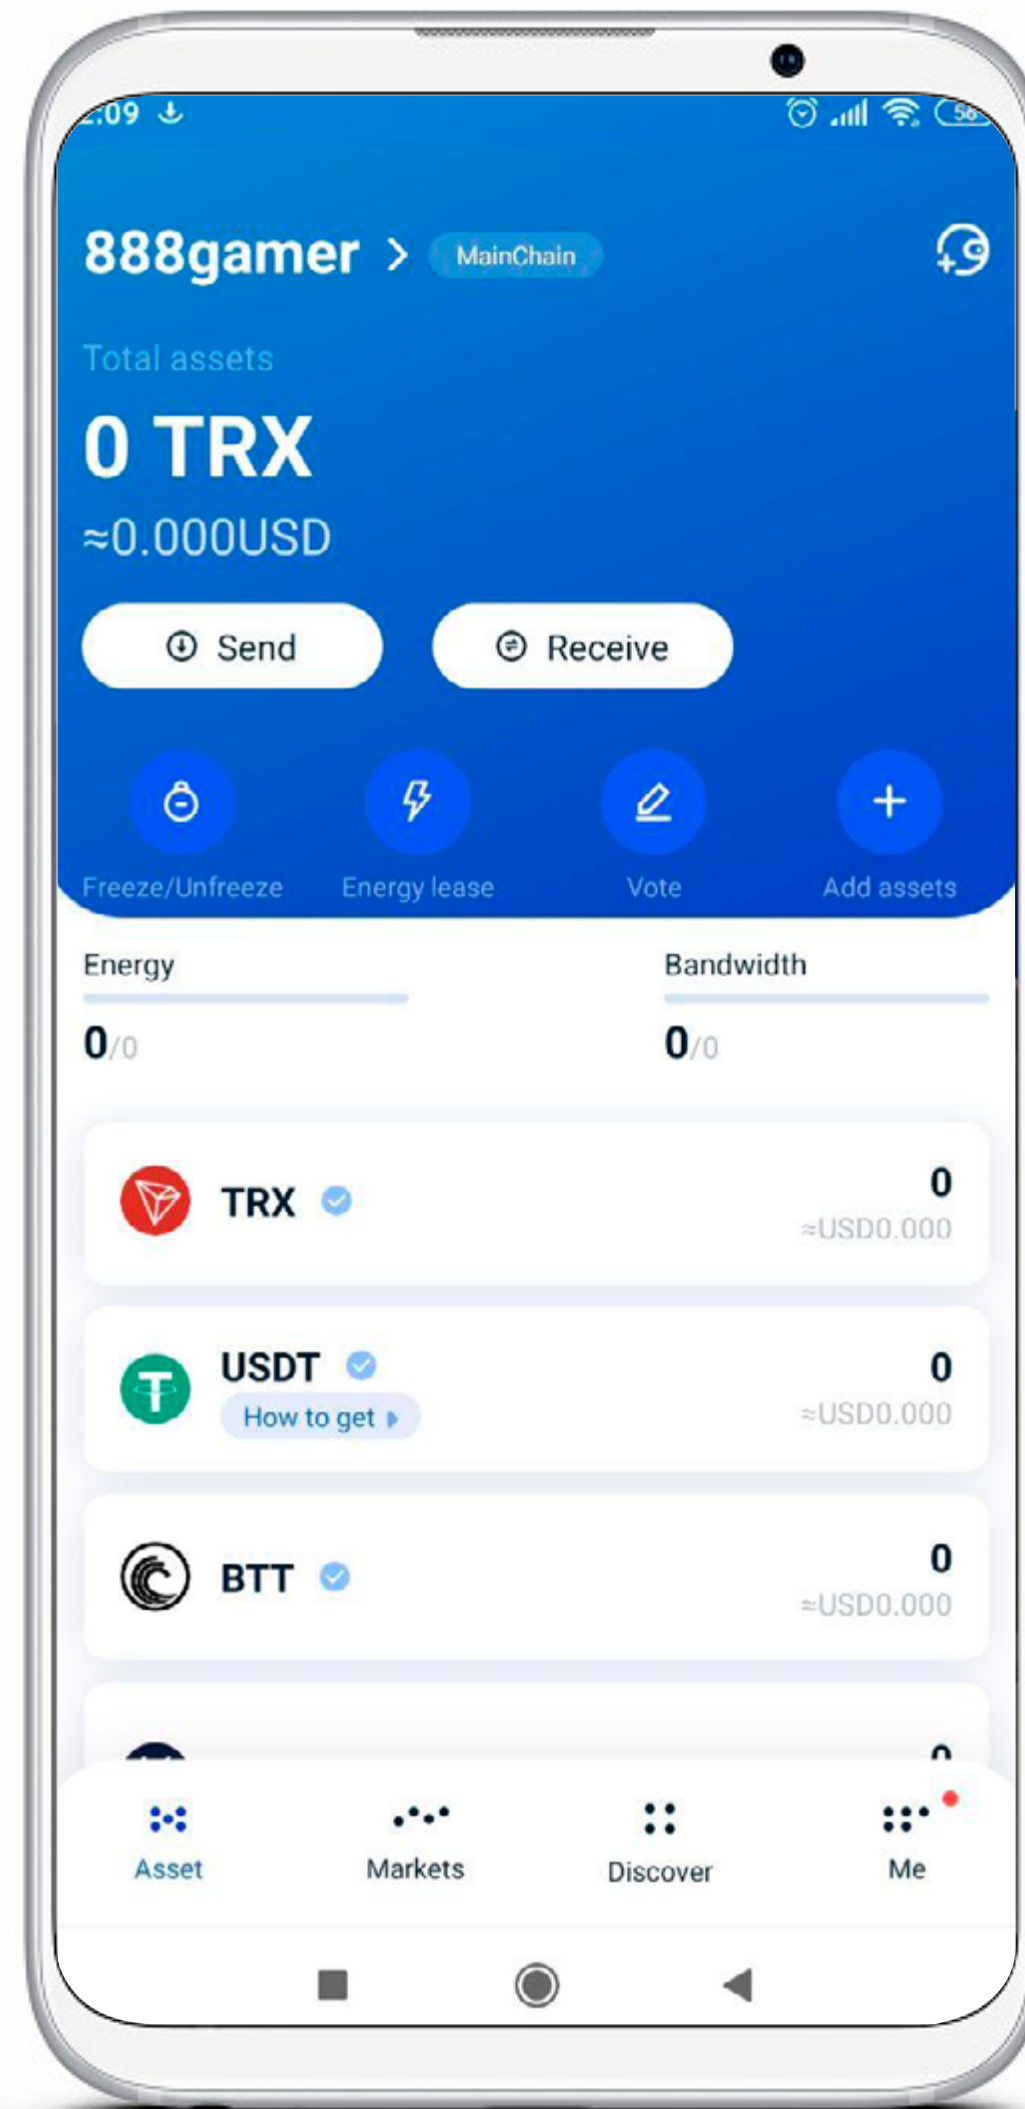 :09
56
888gamer > MainChain
Total assets
0 TRX
≈0.000USD
Send Receive
Freeze/Unfreeze Energy lease Vote Add assets
Energy Bandwidth
0/0 0/0
TRX 0
≈USD0.000
USDT 0
How to get ≈USD0.000
BTT 0
≈USD0.000
Asset Markets Discover Me